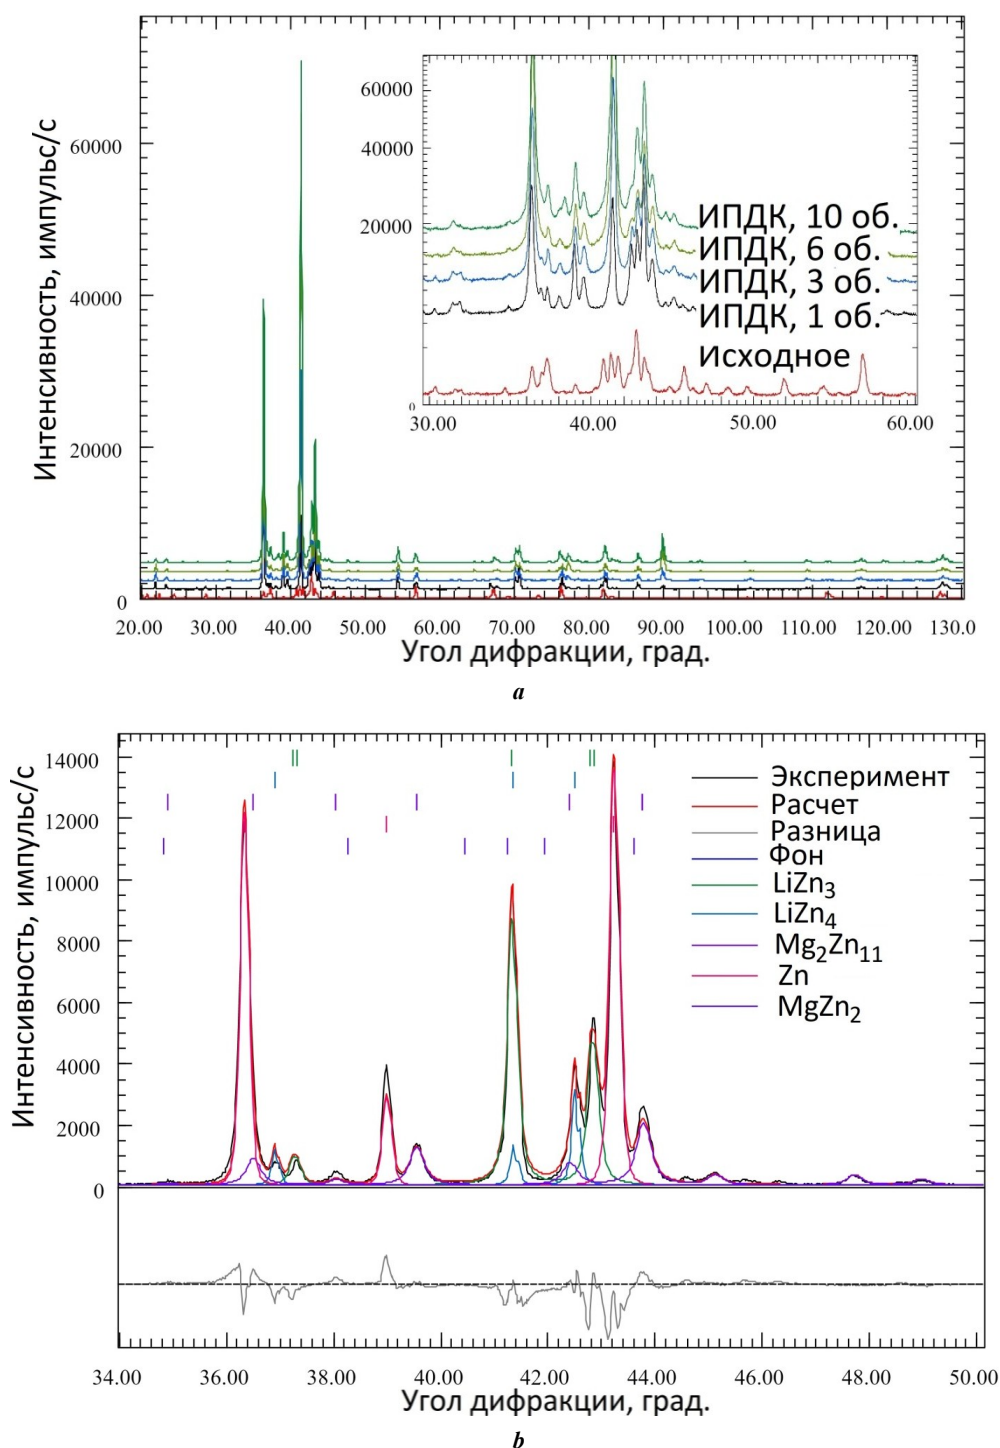 Интенсивность, импульс/с
60000
40000
20000
0
60000
40000
20000
0
ИПДК, 10 об.
ИПДК, 6 об.
ИПДК, 3 об.
ИПДК, 1 об.
Исходное
30.00 40.00 50.00 60.00
20.00 30.00 40.00 50.00 60.00 70.00 80.00 90.00 100.00 110.00 120.00 130.0
Угол дифракции, град.
a
Интенсивность, импульс/с
14000
12000
10000
8000
6000
4000
2000
0
Эксперимент
Расчет
Разница
Фон
LiZn3
LiZn4
Mg2Zn11
Zn
MgZn2
34.00 36.00 38.00 40.00 42.00 44.00 46.00 48.00 50.00
Угол дифракции, град.
b